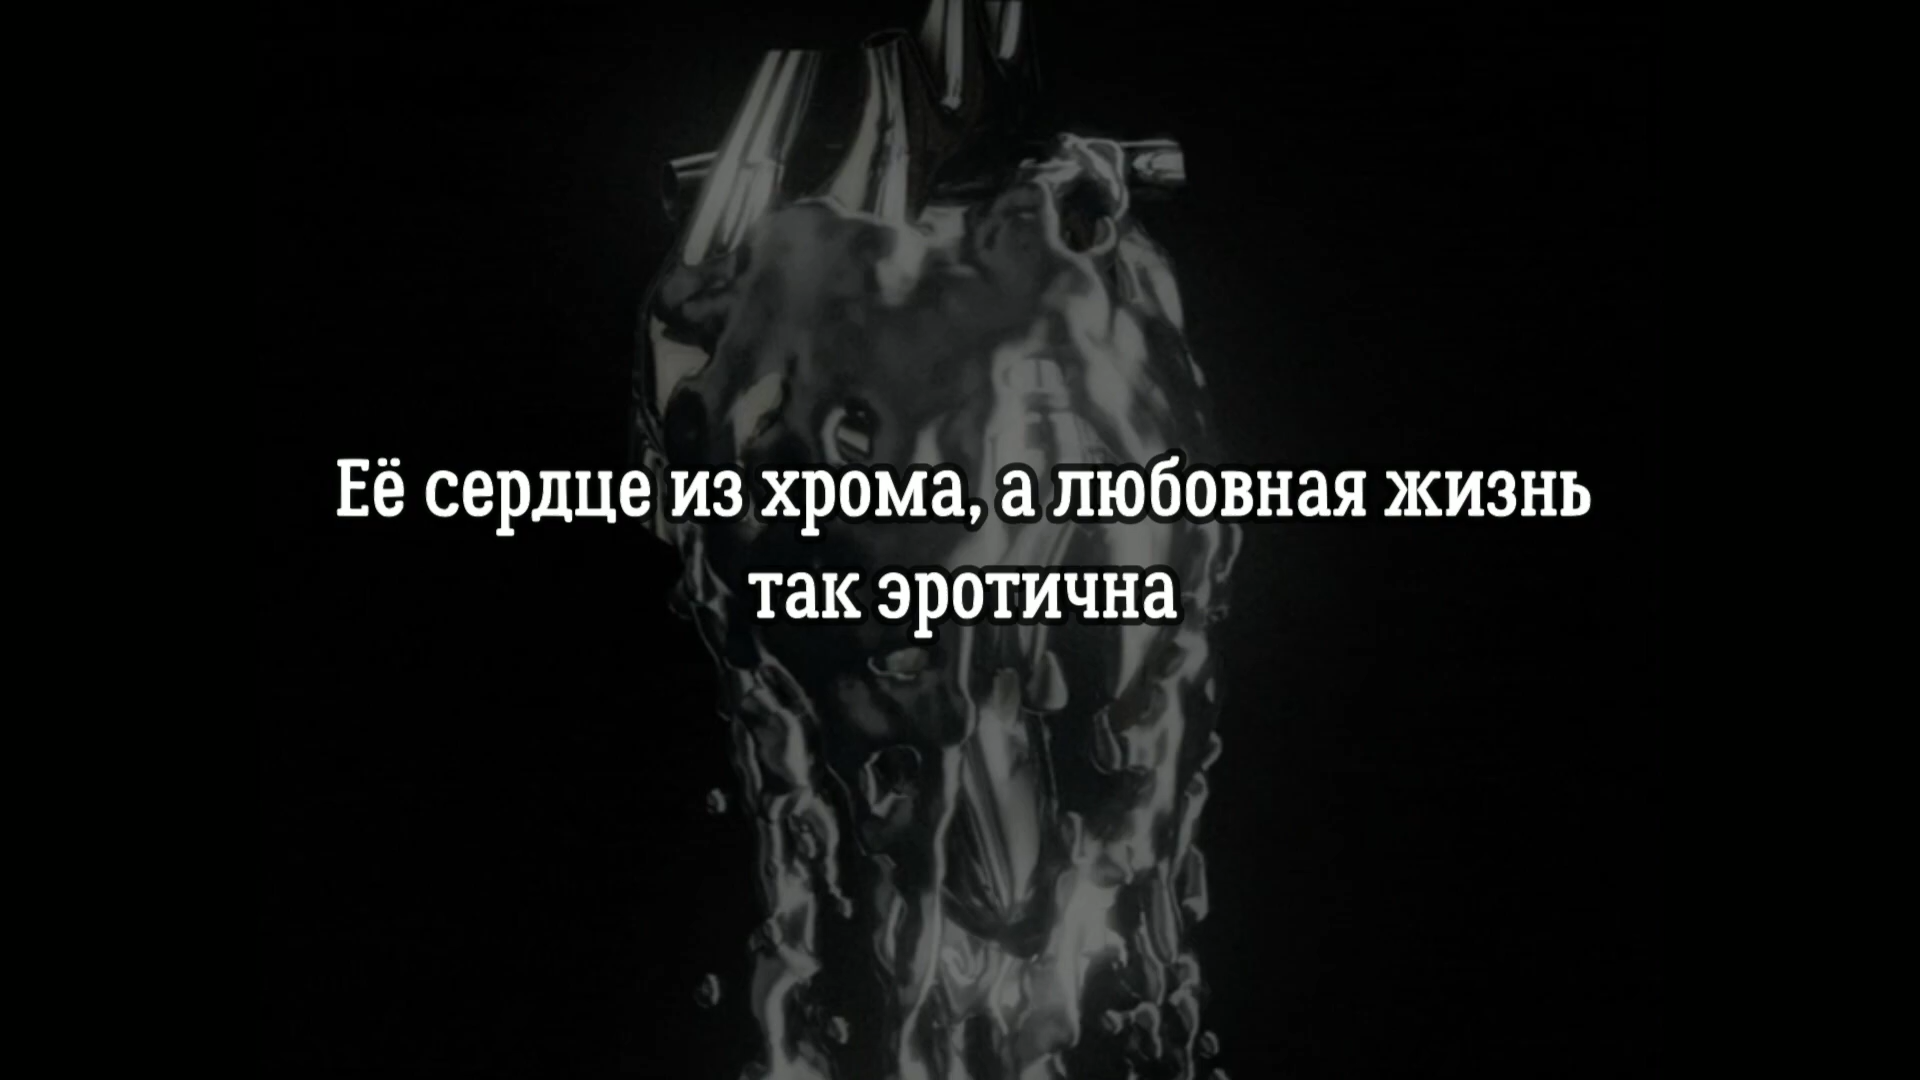 Её сердце из хрома, а любовная жизнь
так эротична